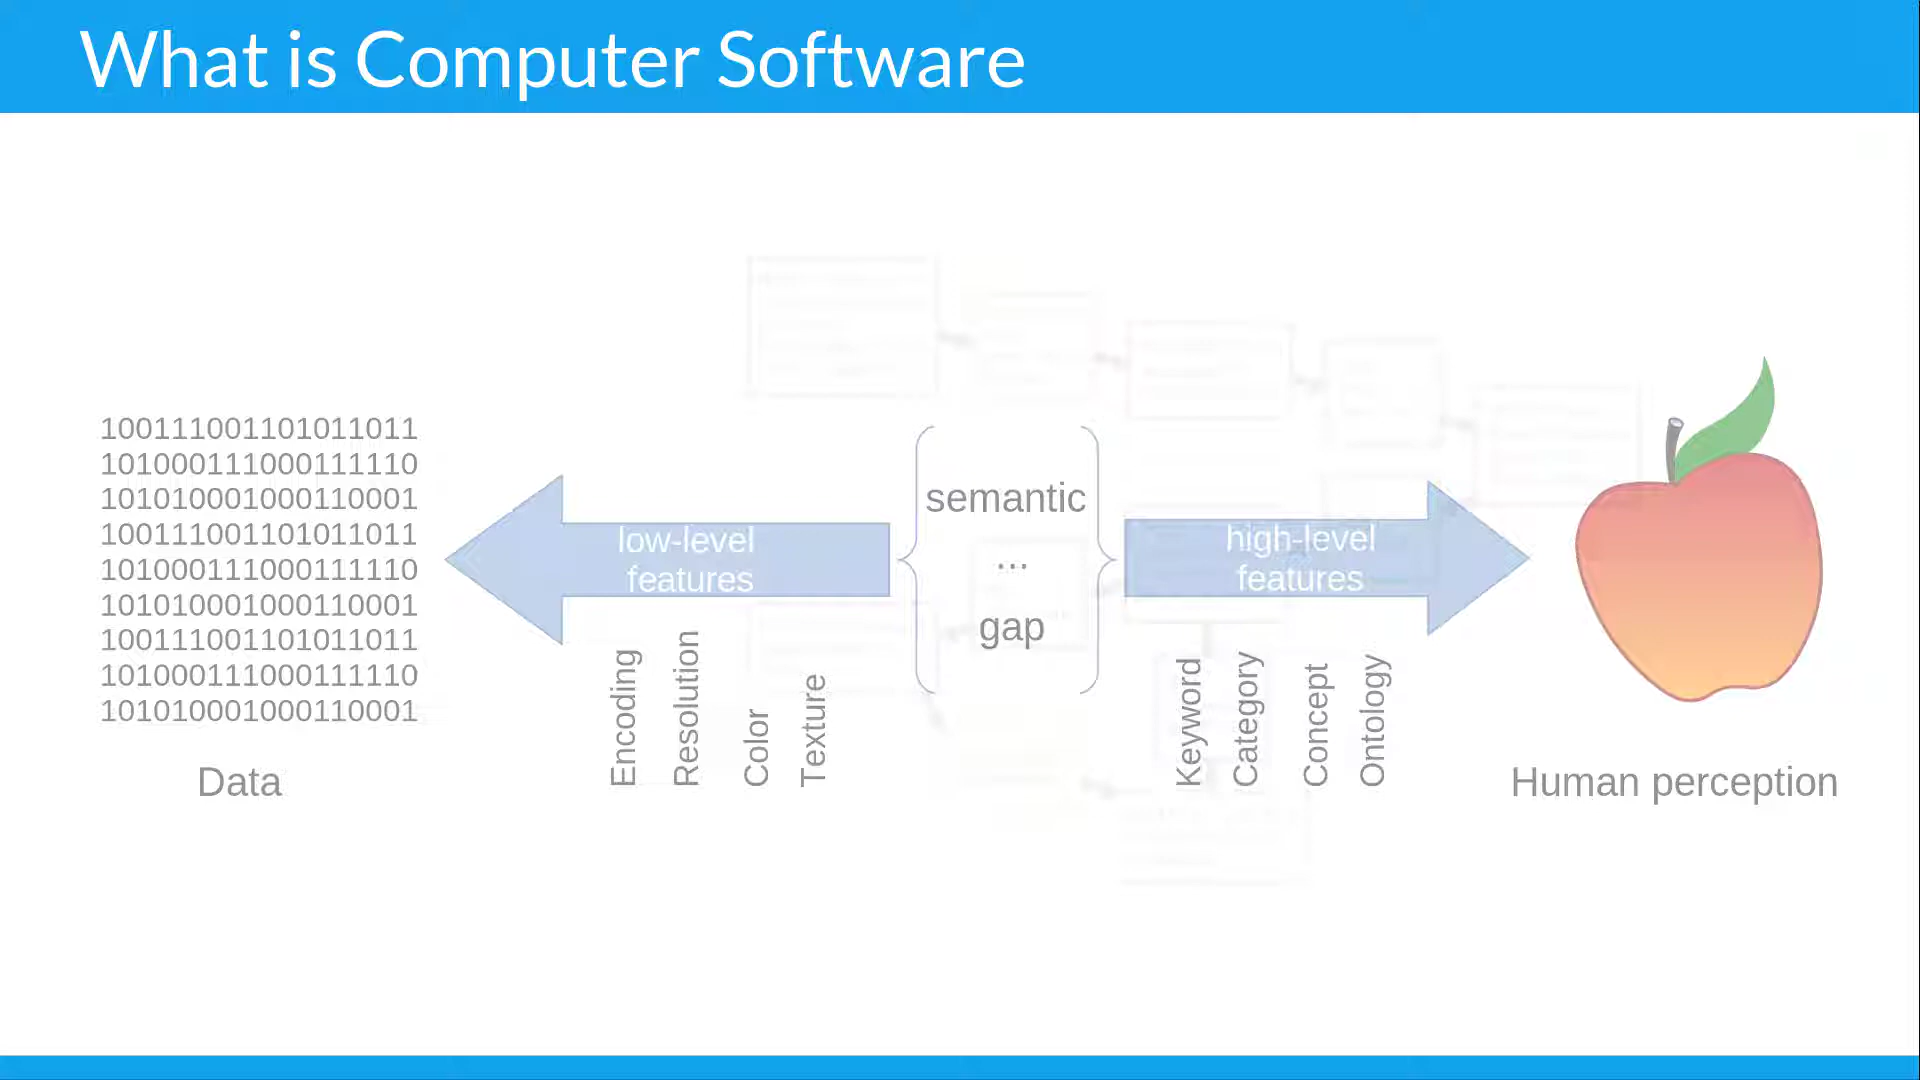 What is Computer Software
100111001101011011
101000111000111110
101010001000110001
100111001101011011
101000111000111110
101010001000110001
100111001101011011
101000111000111110
101010001000110001
Data
low-level
features
Encoding
Resolution
Color
Texture
semantic
...
gap
high-level
features
Keyword
Category
Concept
Ontology
Human perception